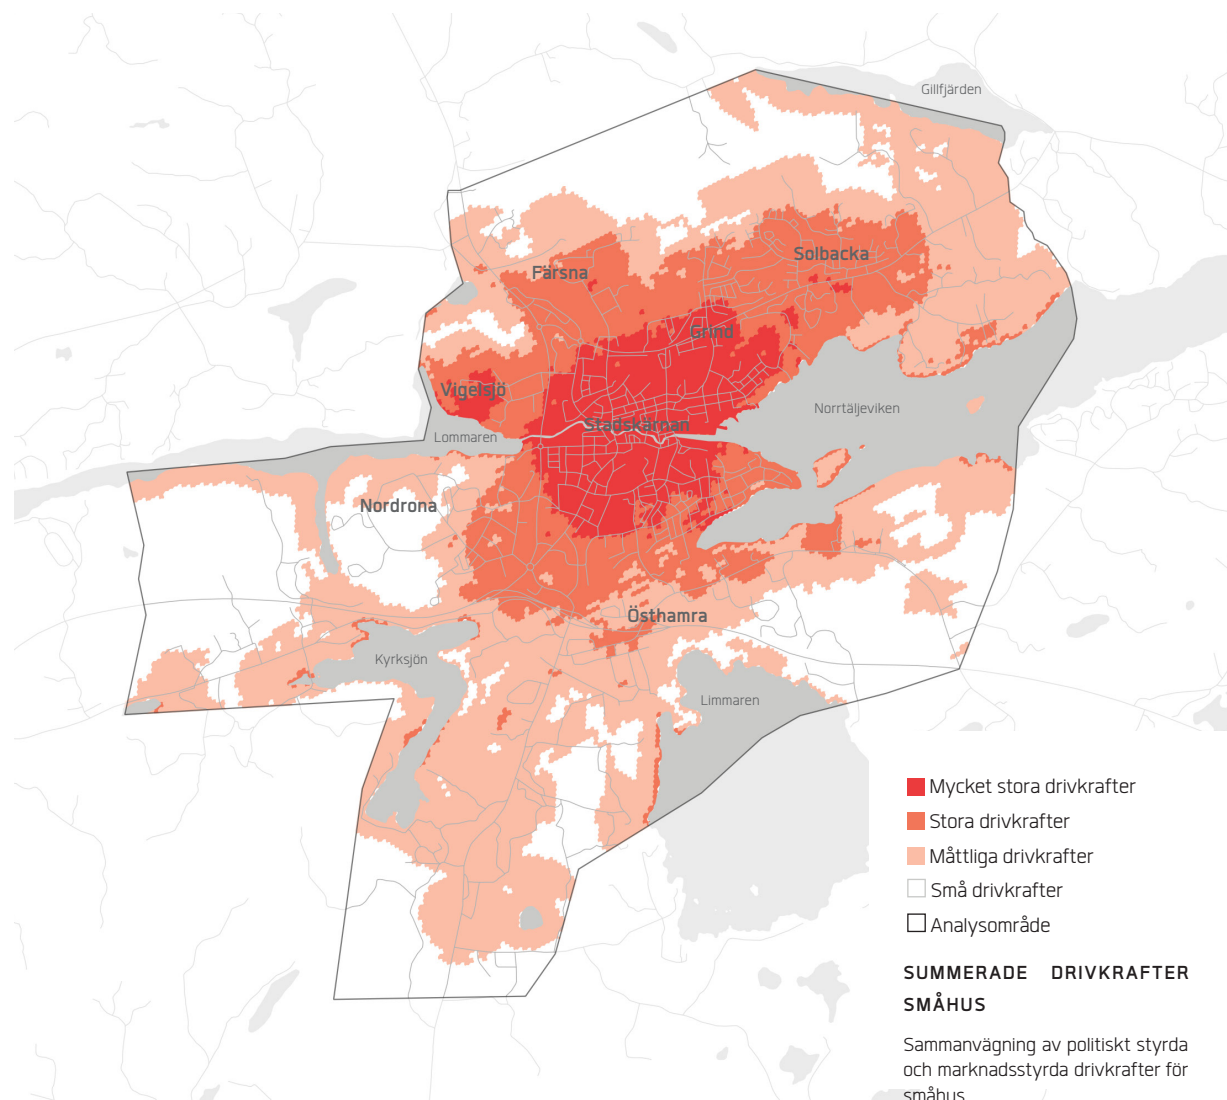 Gillfjärden
Solbacka
Färsna
Grind
Vigelsjö
Norrtäljeviken
Stadskärnan
Lommaren
Nordrona
Östhamra
Kyrksjön
Limmaren
Mycket stora drivkrafter
Stora drivkrafter
Måttliga drivkrafter
Små drivkrafter
Analysområde
SUMMERADE DRIVKRAFTER
SMÅHUS
Sammanvägning av politiskt styrda
och marknadsstyrda drivkrafter för
småhus